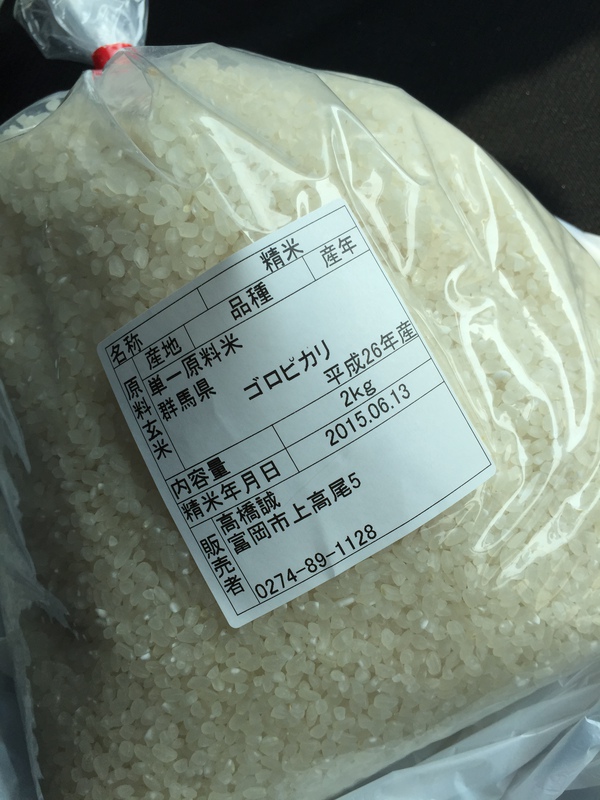 名称 精米
原料玄米 産地 品種 産年
単一原料米
群馬県 ゴロピカリ 平成26年産
内容量 2kg
精米年月日 2015.06.13
販売者 高橋誠
富岡市上高尾5
0274-89-1128